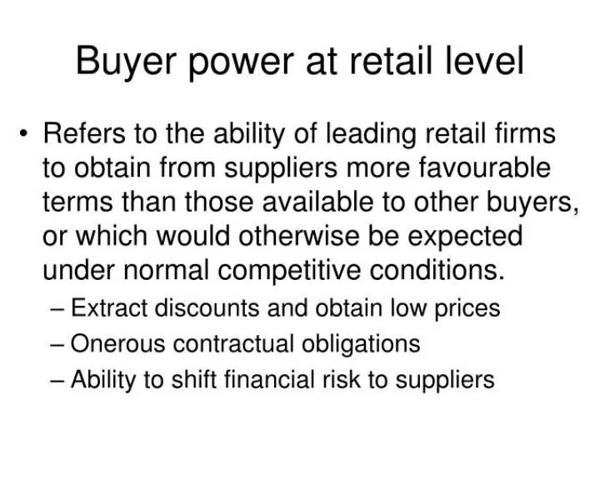 Buyer power at retail level
• Refers to the ability of leading retail firms
to obtain from suppliers more favourable
terms than those available to other buyers,
or which would otherwise be expected
under normal competitive conditions.
– Extract discounts and obtain low prices
– Onerous contractual obligations
– Ability to shift financial risk to suppliers